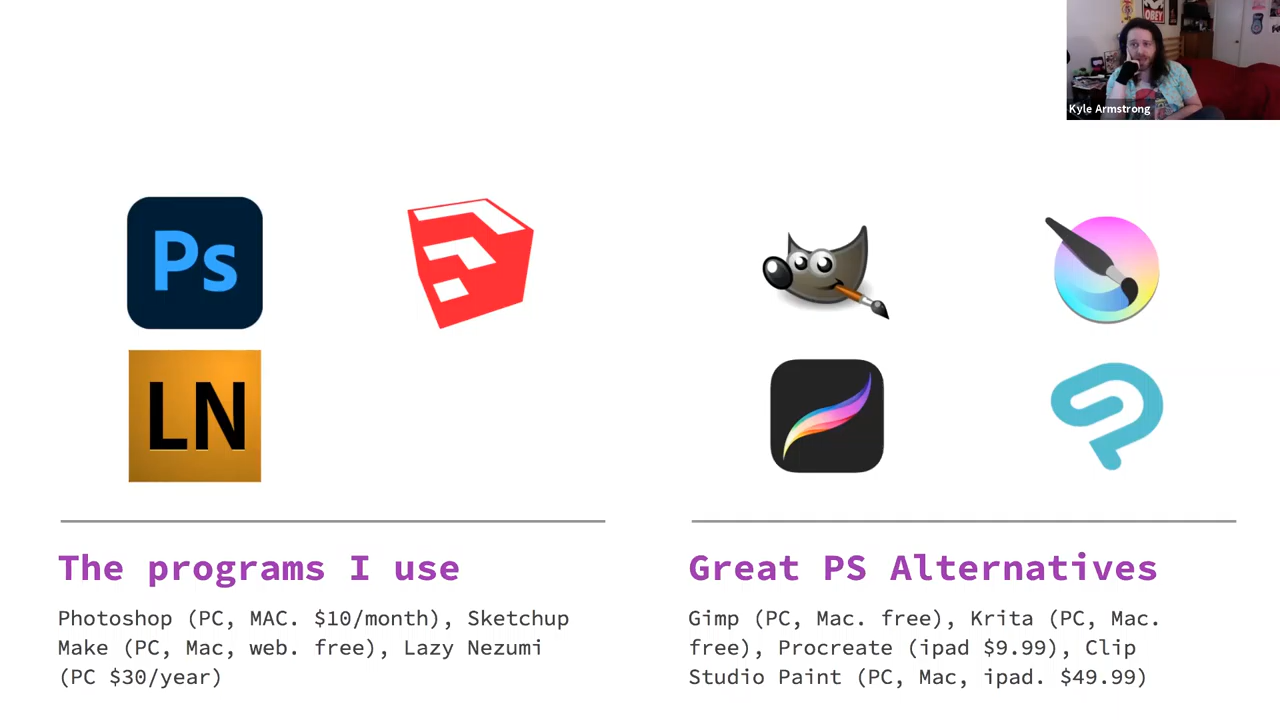 OBEY
Kyle Armstrong
Ps
LN
The programs I use
Photoshop (PC, MAC. $10/month), Sketchup
Make (PC, Mac, web. free), Lazy Nezumi
(PC $30/year)
Great PS Alternatives
Gimp (PC, Mac. free), Krita (PC, Mac.
free), Procreate (ipad $9.99), Clip
Studio Paint (PC, Mac, ipad. $49.99)